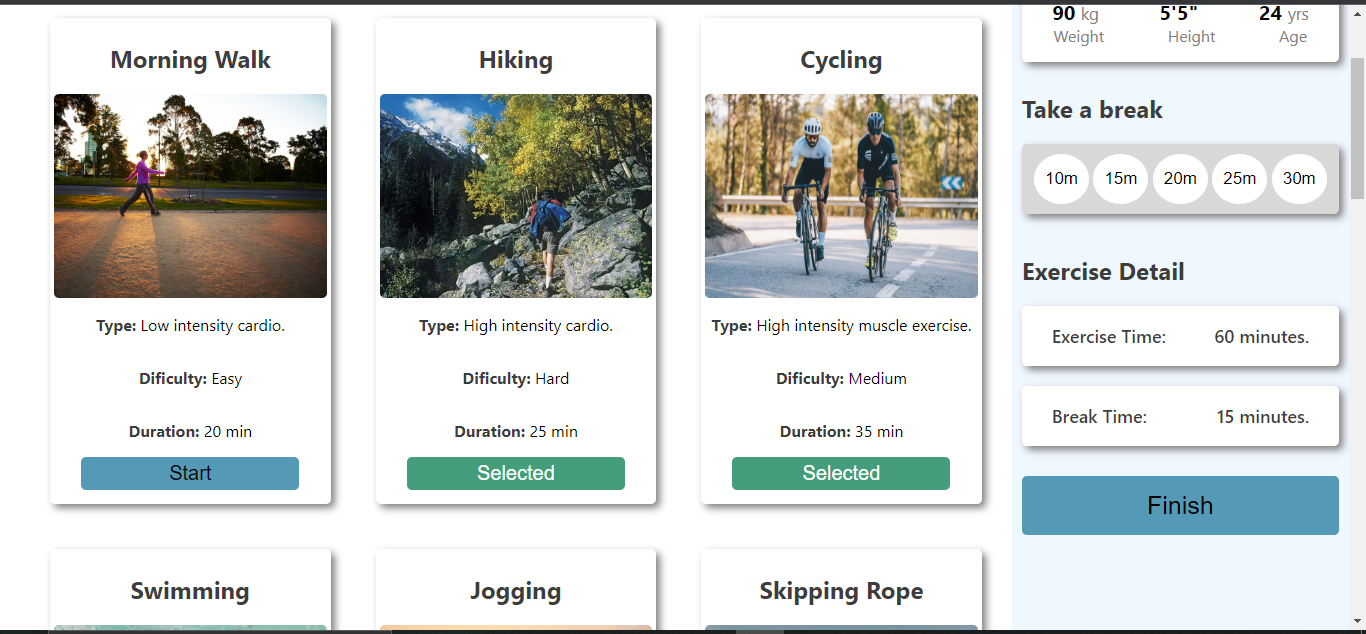 Morning Walk
Type: Low intensity cardio.
Dificulty: Easy
Duration: 20 min
Start
Hiking
Type: High intensity cardio.
Dificulty: Hard
Duration: 25 min
Selected
Cycling
Type: High intensity muscle exercise.
Dificulty: Medium
Duration: 35 min
Selected
Swimming
Jogging
Skipping Rope
90 kg 5'5" 24 yrs
Weight Height Age
Take a break
10m 15m 20m 25m 30m
Exercise Detail
Exercise Time: 60 minutes.
Break Time: 15 minutes.
Finish